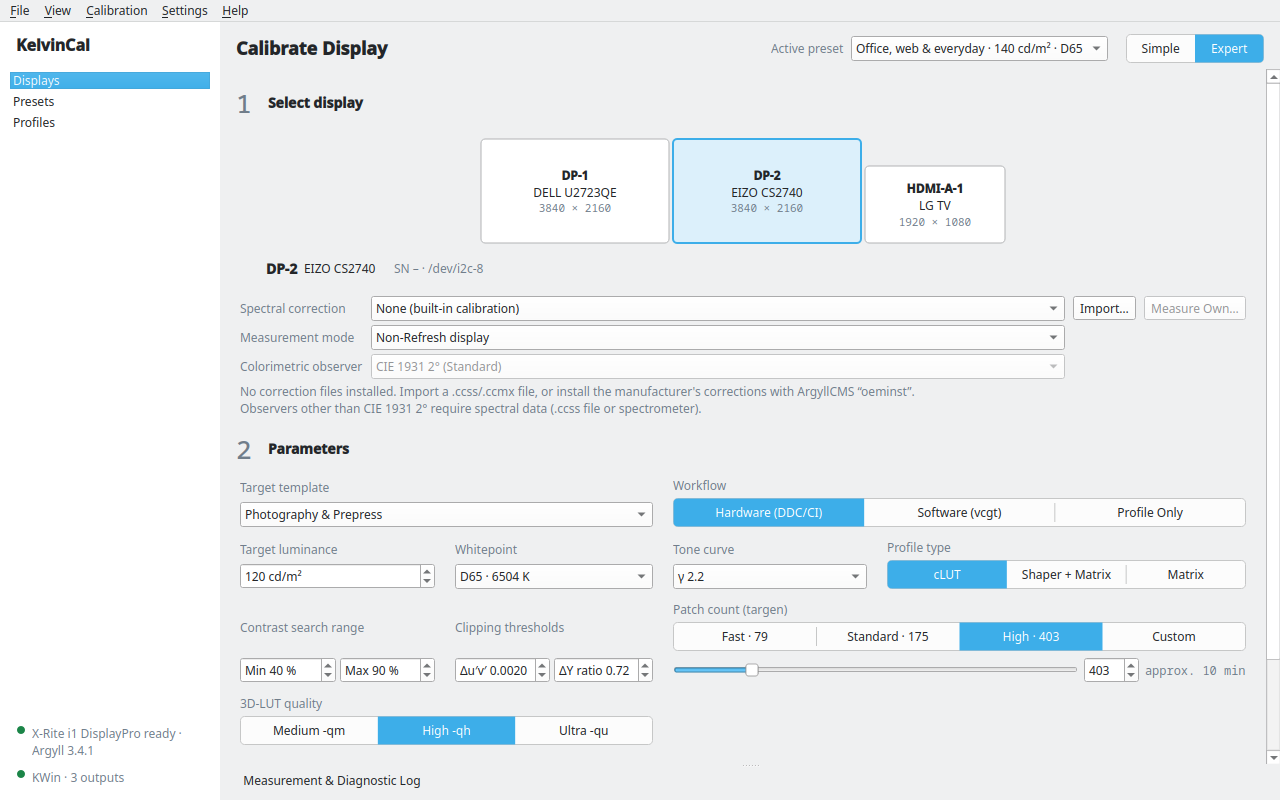 File View Calibration Settings Help
KelvinCal
Displays
Presets
Profiles
X-Rite i1 DisplayPro ready ·
Argyll 3.4.1
KWin · 3 outputs
Calibrate Display
Active preset Office, web & everyday · 140 cd/m² · D65 Simple Expert
1 Select display
DP-1
DELL U2723QE
3840 × 2160
DP-2
EIZO CS2740
3840 × 2160
HDMI-A-1
LG TV
1920 × 1080
DP-2 EIZO CS2740 SN – · /dev/i2c-8
Spectral correction None (built-in calibration) Import... Measure Own...
Measurement mode Non-Refresh display
Colorimetric observer CIE 1931 2° (Standard)
No correction files installed. Import a .ccss/.ccmx file, or install the manufacturer's corrections with ArgyllCMS “oeminst”.
Observers other than CIE 1931 2° require spectral data (.ccss file or spectrometer).
2 Parameters
Target template
Photography & Prepress
Workflow
Hardware (DDC/CI) Software (vcgt) Profile Only
Target luminance
120 cd/m²
Whitepoint
D65 · 6504 K
Tone curve
γ 2.2
Profile type
cLUT Shaper + Matrix Matrix
Contrast search range
Min 40 % Max 90 %
Clipping thresholds
Δu′v′ 0.0020 ΔY ratio 0.72
Patch count (targen)
Fast · 79 Standard · 175 High · 403 Custom
403 approx. 10 min
3D-LUT quality
Medium -qm High -qh Ultra -qu
Measurement & Diagnostic Log